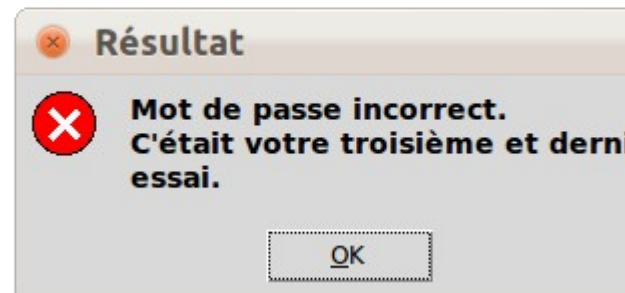 Résultat
Mot de passe incorrect.
C'était votre troisième et derni
essai.
OK